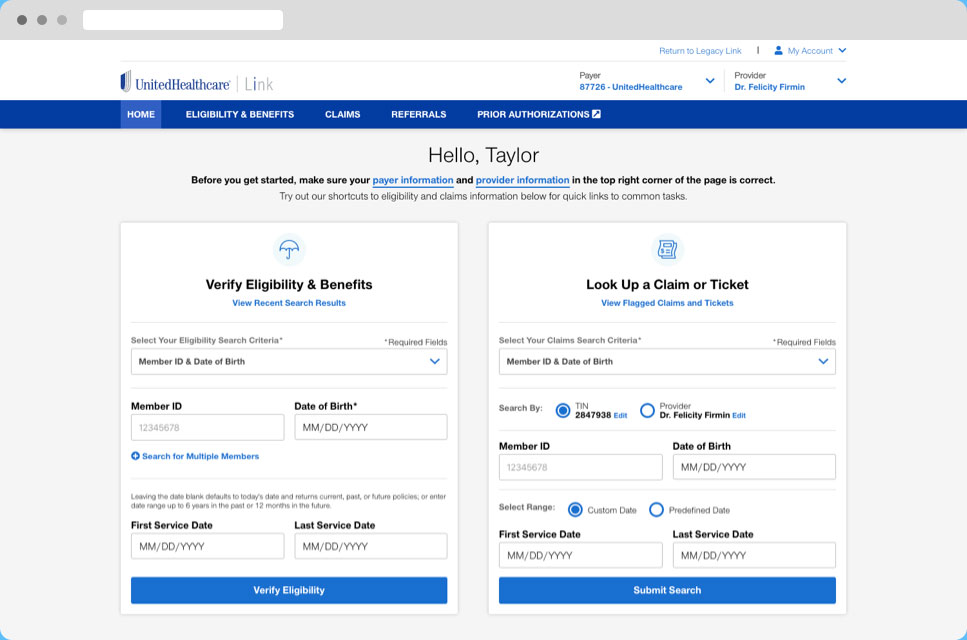 Return to Legacy Link | My Account
UnitedHealthcare | Link
Payer
87726 - UnitedHealthcare
Provider
Dr. Felicity Firmin
HOME ELIGIBILITY & BENEFITS CLAIMS REFERRALS PRIOR AUTHORIZATIONS
Hello, Taylor
Before you get started, make sure your payer information and provider information in the top right corner of the page is correct.
Try out our shortcuts to eligibility and claims information below for quick links to common tasks.
Verify Eligibility & Benefits
View Recent Search Results
Select Your Eligibility Search Criteria*
*Required Fields
Member ID & Date of Birth
Member ID
12345678
Date of Birth*
MM/DD/YYYY
Search for Multiple Members
Leaving the date blank defaults to today's date and returns current, past, or future policies; or enter
date range up to 6 years in the past or 12 months in the future.
First Service Date
MM/DD/YYYY
Last Service Date
MM/DD/YYYY
Verify Eligibility
Look Up a Claim or Ticket
View Flagged Claims and Tickets
Select Your Claims Search Criteria*
*Required Fields
Member ID & Date of Birth
Search By:
TIN
2847938 Edit
Provider
Dr. Felicity Firmin Edit
Member ID
12345678
Date of Birth
MM/DD/YYYY
Select Range: Custom Date Predefined Date
First Service Date
MM/DD/YYYY
Last Service Date
MM/DD/YYYY
Submit Search